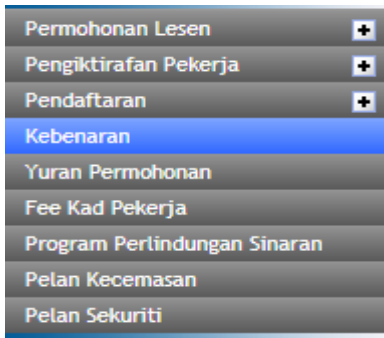 Permohonan Lesen
Pengiktirafan Pekerja
Pendaftaran
Kebenaran
Yuran Permohonan
Fee Kad Pekerja
Program Perlindungan Sinaran
Pelan Kecemasan
Pelan Sekuriti